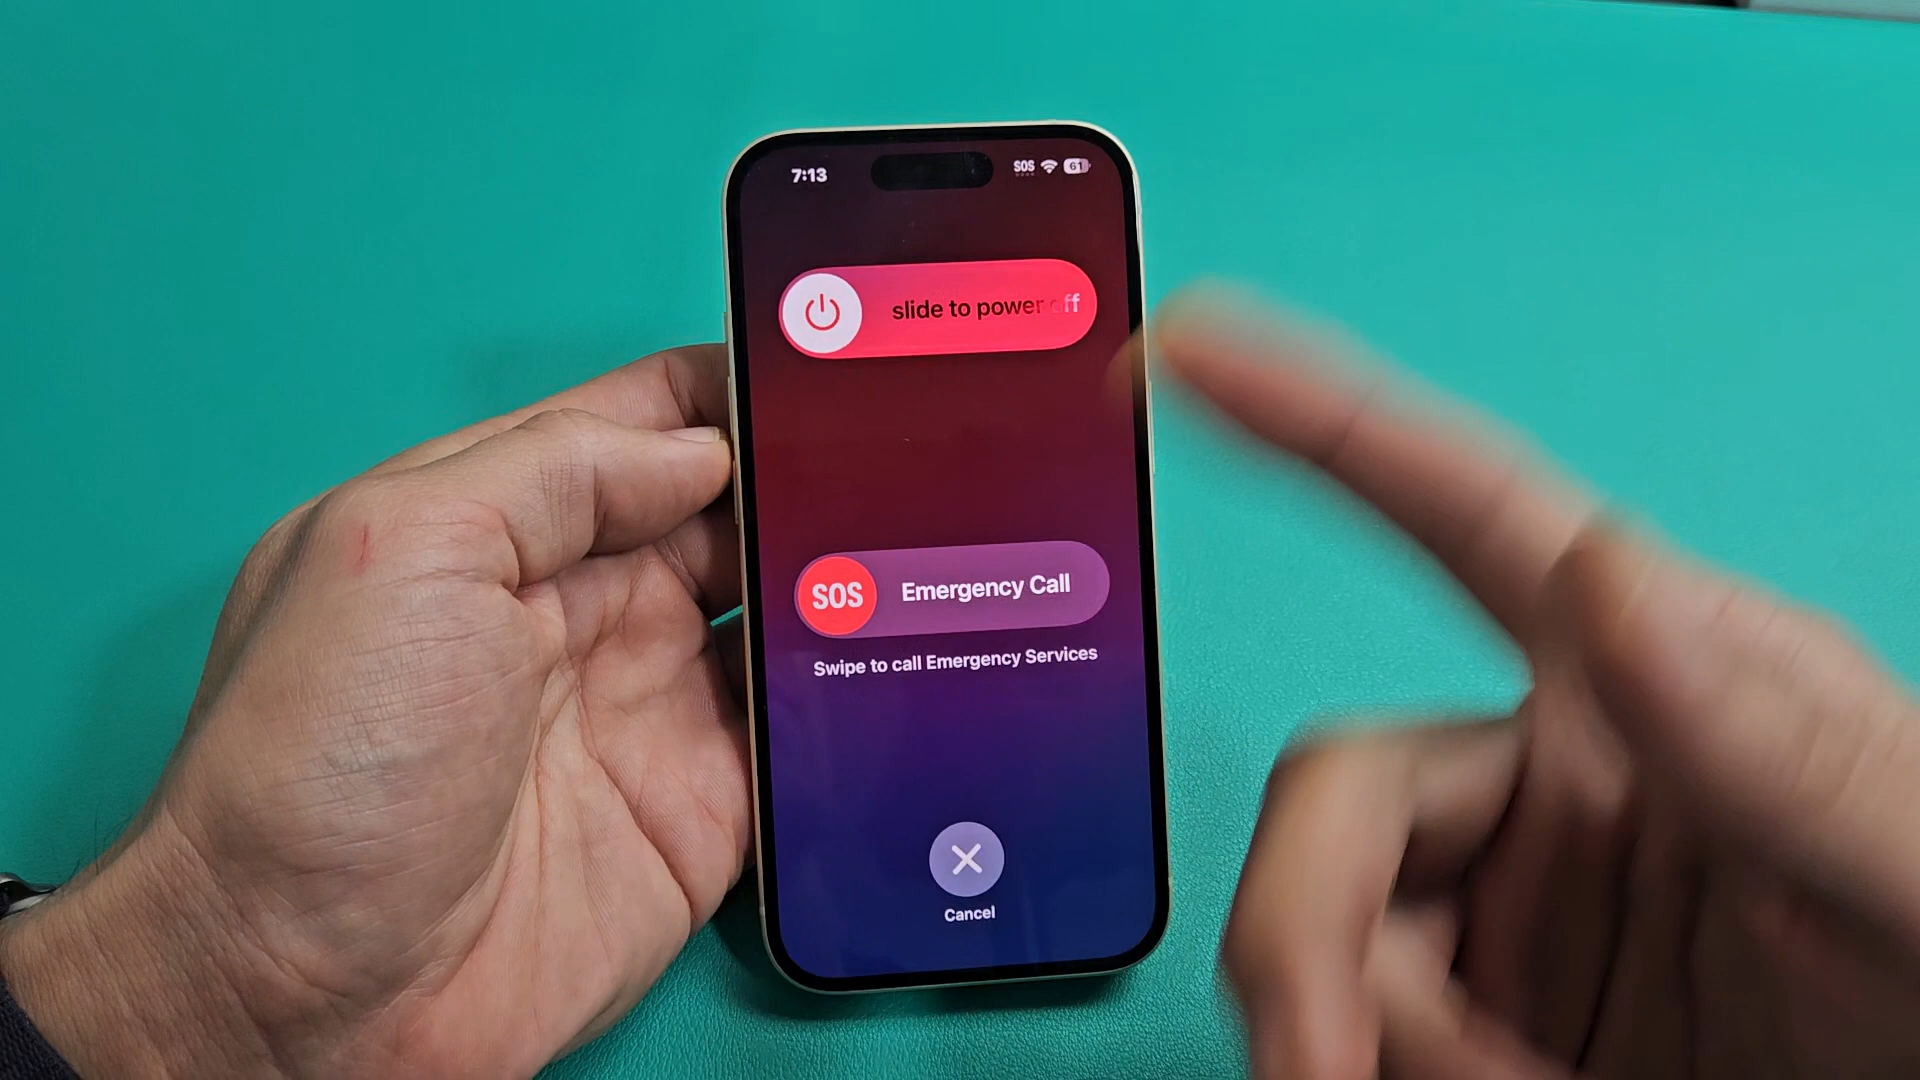 7:13
SOS 61
slide to power off
SOS Emergency Call
Swipe to call Emergency Services
Cancel